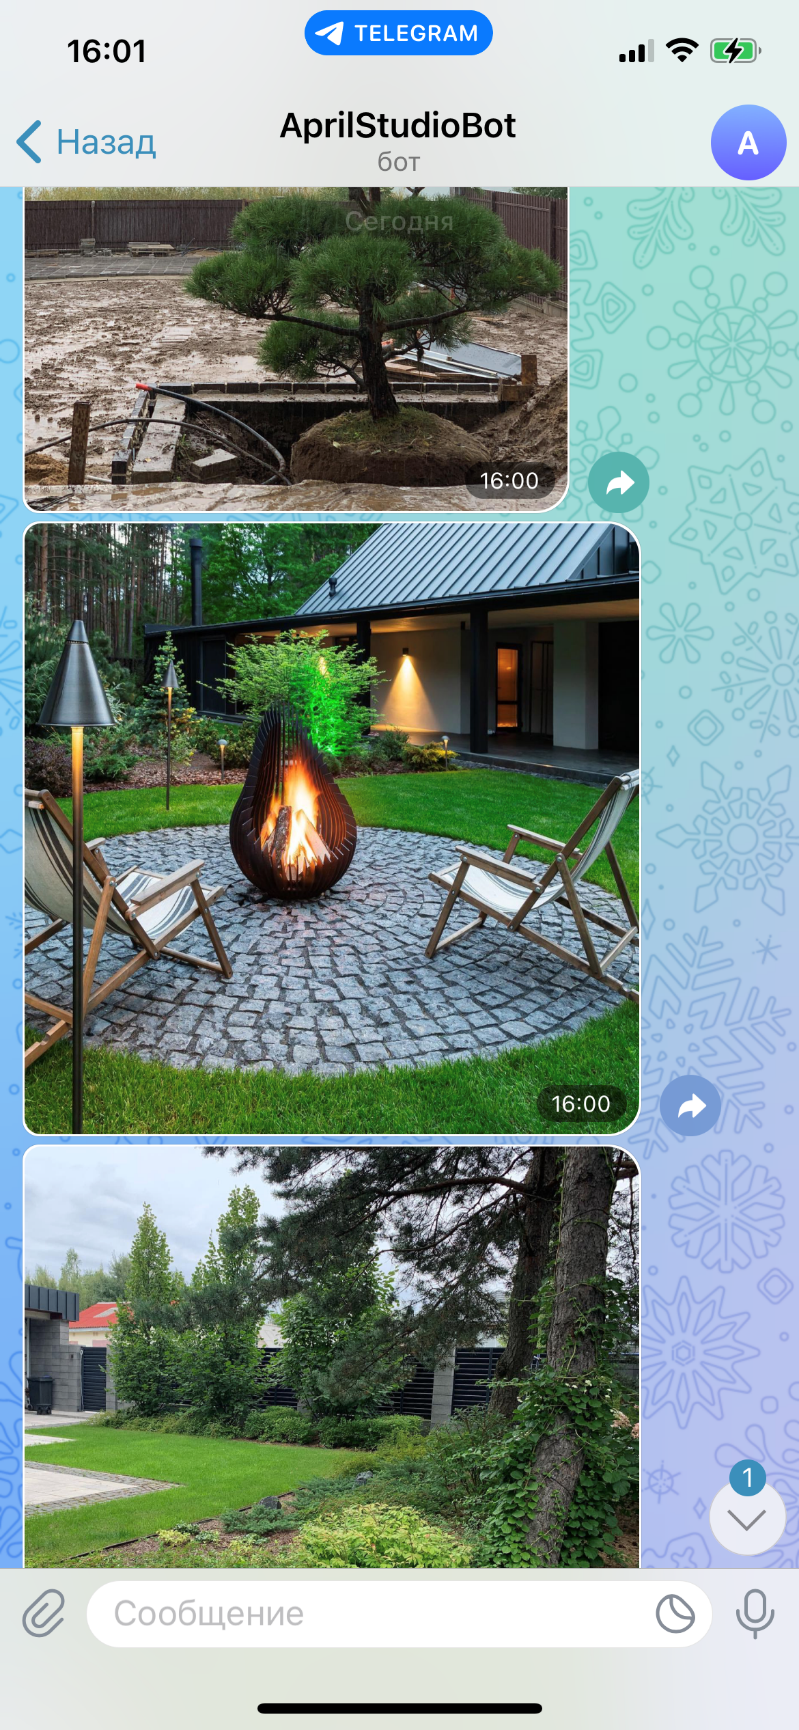 16:01
TELEGRAM
Назад
AprilStudioBot
бот
A
Сегодня
16:00
16:00
1
Сообщение